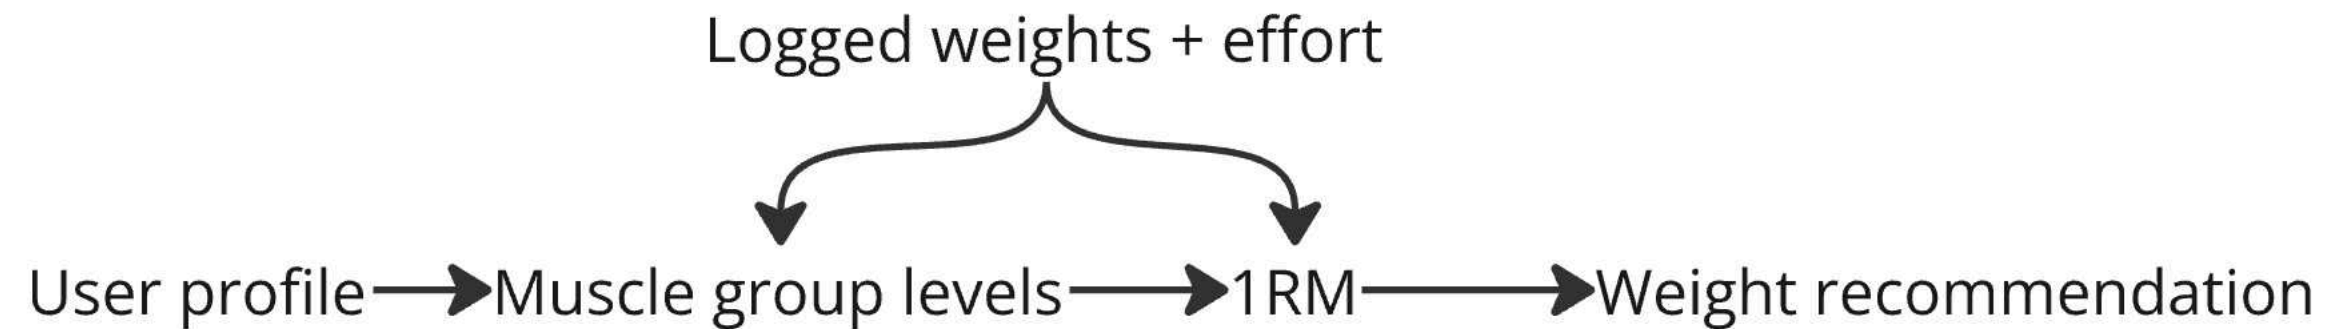 Logged weights + effort
User profile Muscle group levels 1RM Weight recommendation